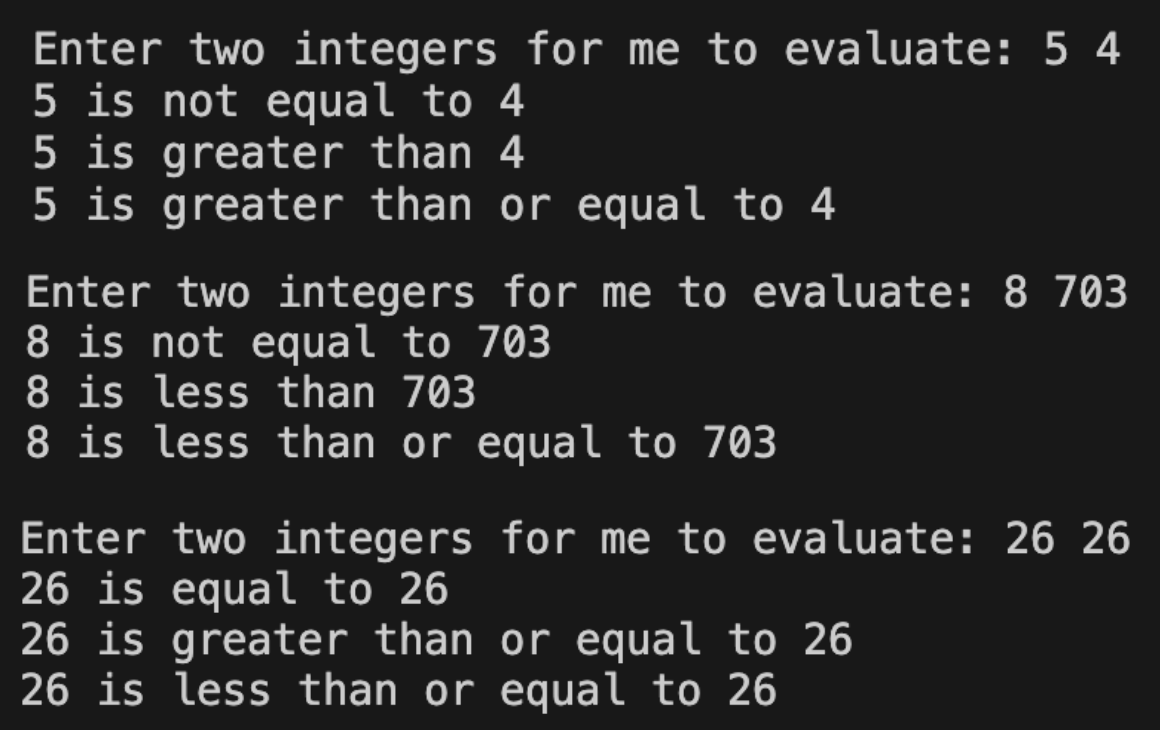 Enter two integers for me to evaluate: 5 4
5 is not equal to 4
5 is greater than 4
5 is greater than or equal to 4
Enter two integers for me to evaluate: 8 703
8 is not equal to 703
8 is less than 703
8 is less than or equal to 703
Enter two integers for me to evaluate: 26 26
26 is equal to 26
26 is greater than or equal to 26
26 is less than or equal to 26